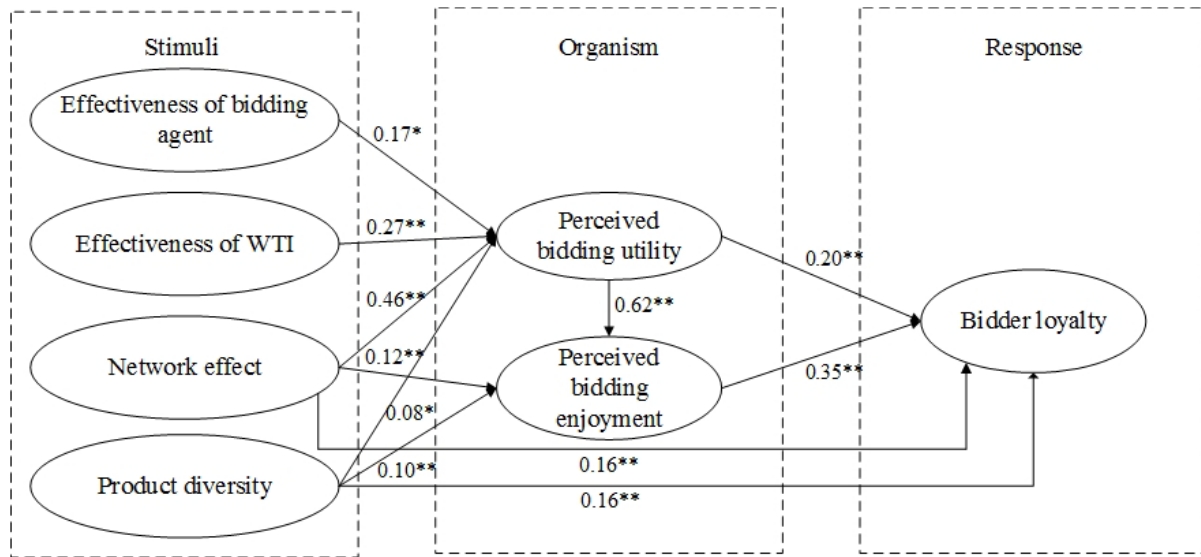 Stimuli
Organism
Response
Effectiveness of bidding
agent
0.17*
Effectiveness of WTI
0.27**
Perceived
bidding utility
0.20**
0.46**
0.62**
Bidder loyalty
Network effect
0.12**
Perceived
bidding
enjoyment
0.35**
0.08*
0.10**
0.16**
Product diversity
0.16**